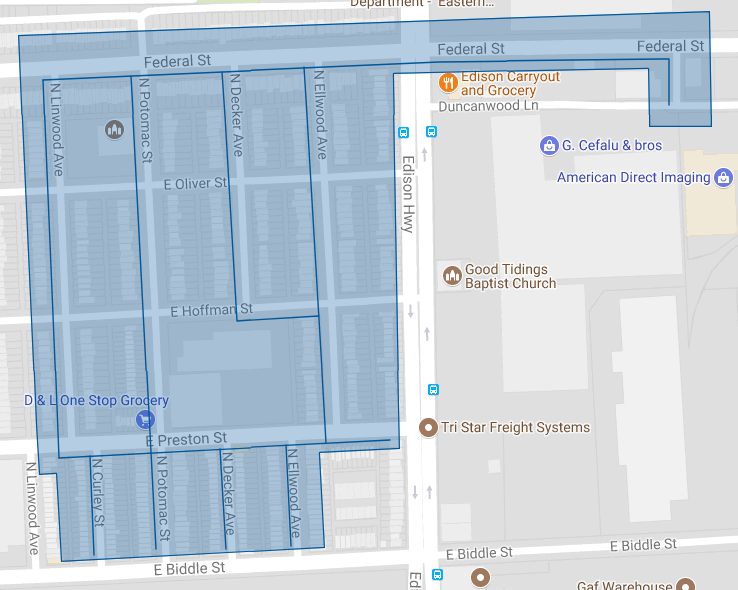 Department - Eastern...
Federal St
Federal St
Federal St
Edison Carryout
and Grocery
Duncanwood Ln
N Linwood Ave
N Potomac St
N Decker Ave
N Ellwood Ave
G. Cefalu & bros
American Direct Imaging
E Oliver St
Edison Hwy
Good Tidings
Baptist Church
E Hoffman St
D & L One Stop Grocery
E Preston St
Tri Star Freight Systems
N Linwood Ave
N Curley St
N Potomac St
N Decker Ave
N Ellwood Ave
E Biddle St
E Biddle St
E Biddle St
Edi
Gaf Warehouse